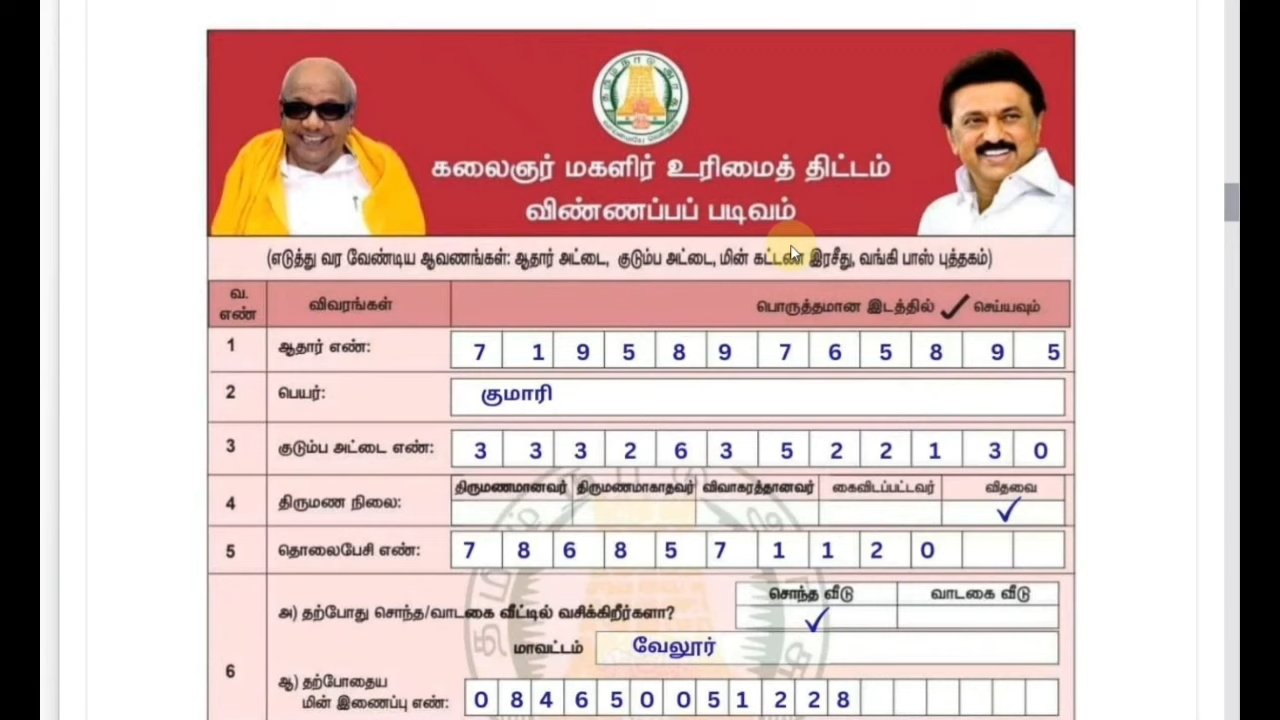 கலைஞர் மகளிர் உரிமைத் திட்டம்
விண்ணப்பப் படிவம்
(எடுத்து வர வேண்டிய ஆவணங்கள்: ஆதார் அட்டை, குடும்ப அட்டை, மின் கட்டண இரசீது, வங்கி பாஸ் புத்தகம்)
வ. எண் விவரங்கள் பொருத்தமான இடத்தில் ✓ செய்யவும்
1 ஆதார் எண்: 7 1 9 5 8 9 7 6 5 8 9 5
2 பெயர்: குமாரி
3 குடும்ப அட்டை எண்: 3 3 3 2 6 3 5 2 2 1 3 0
திருமணமானவர் திருமணமாகாதவர் விவாகரத்தானவர் கைவிடப்பட்டவர் விதவை
4 திருமண நிலை: ✓
5 தொலைபேசி எண்: 7 8 6 8 5 7 1 1 2 0
சொந்த வீடு வாடகை வீடு
அ) தற்போது சொந்த/வாடகை வீட்டில் வசிக்கிறீர்களா? ✓
மாவட்டம் வேலூர்
6
ஆ) தற்போதைய
மின் இணைப்பு எண்: 0 8 4 6 5 0 0 5 1 2 2 8